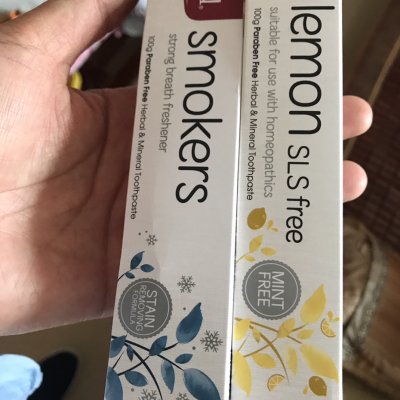 smokers
strong breath freshener
100g Paraben Free Herbal & Mineral Toothpaste
STAIN
REMOVING
FORMULA
lemon SLS free
suitable for use with homeopathics
100g Paraben Free Herbal & Mineral Toothpaste
MINT
FREE